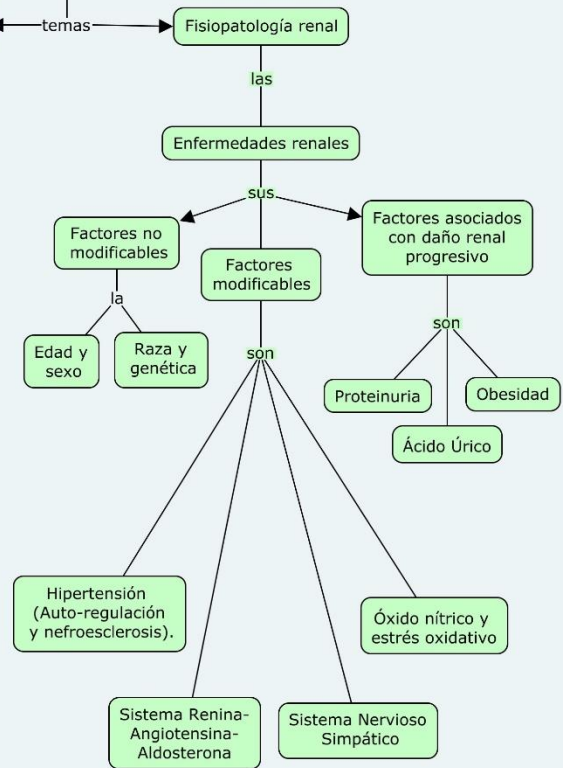 temas
Fisiopatología renal
las
Enfermedades renales
sus
Factores no
modificables
la
Edad y
sexo
Raza y
genética
Factores
modificables
son
Hipertensión
(Auto-regulación
y nefroesclerosis).
Sistema Renina-
Angiotensina-
Aldosterona
Sistema Nervioso
Simpático
Óxido nítrico y
estrés oxidativo
Factores asociados
con daño renal
progresivo
son
Proteinuria
Ácido Úrico
Obesidad